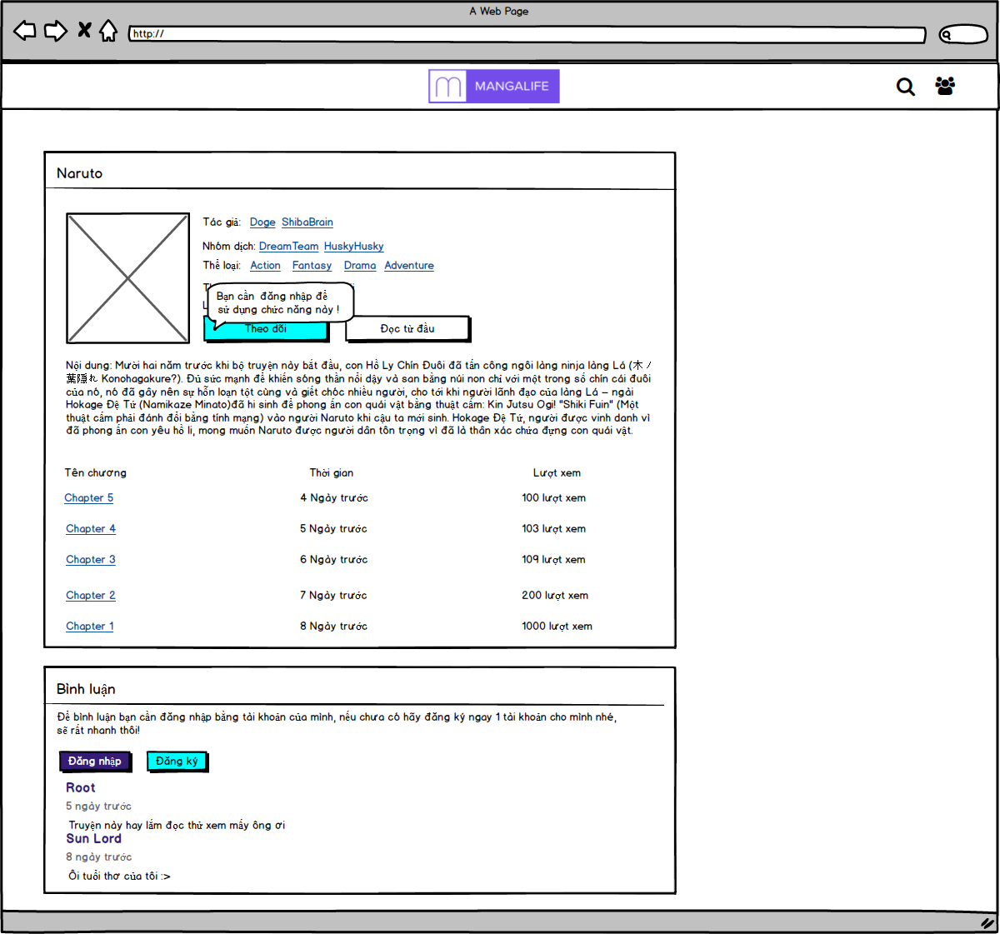 A Web Page
http://
m MANGALIFE
Naruto
Tác giả: Doge ShibaBrain
Nhóm dịch: DreamTeam HuskyHusky
Thể loại: Action Fantasy Drama Adventure
Bạn cần đăng nhập để
sử dụng chức năng này !
Theo dõi Đọc từ đầu
Nội dung: Mười hai năm trước khi bộ truyện này bắt đầu, con Hồ Ly Chín Đuôi đã tấn công ngôi làng ninja làng Lá (木ノ
葉隠れ Konohagakure?). Đủ sức mạnh để khiến sóng thần nổi dậy và san bằng núi non chỉ với một trong số chín cái đuôi
của nó, nó đã gây nên sự hỗn loạn tột cùng và giết chóc nhiều người, cho tới khi người lãnh đạo của làng Lá – ngài
Hokage Đệ Tứ (Namikaze Minato)đã hi sinh để phong ấn con quái vật bằng thuật cấm: Kin Jutsu Ogi! "Shiki Fuin" (Một
thuật cấm phải đánh đổi bằng tính mạng) vào người Naruto khi cậu ta mới sinh. Hokage Đệ Tứ, người được vinh danh vì
đã phong ấn con yêu hồ li, mong muốn Naruto được người dân tôn trọng vì đã là thân xác chứa đựng con quái vật.
Tên chương Thời gian Lượt xem
Chapter 5 4 Ngày trước 100 lượt xem
Chapter 4 5 Ngày trước 103 lượt xem
Chapter 3 6 Ngày trước 109 lượt xem
Chapter 2 7 Ngày trước 200 lượt xem
Chapter 1 8 Ngày trước 1000 lượt xem
Bình luận
Để bình luận bạn cần đăng nhập bằng tài khoản của mình, nếu chưa có hãy đăng ký ngay 1 tài khoản cho mình nhé,
sẽ rất nhanh thôi!
Đăng nhập Đăng ký
Root
5 ngày trước
Truyện này hay lắm đọc thử xem mấy ông ơi
Sun Lord
8 ngày trước
Ôi tuổi thơ của tôi :>